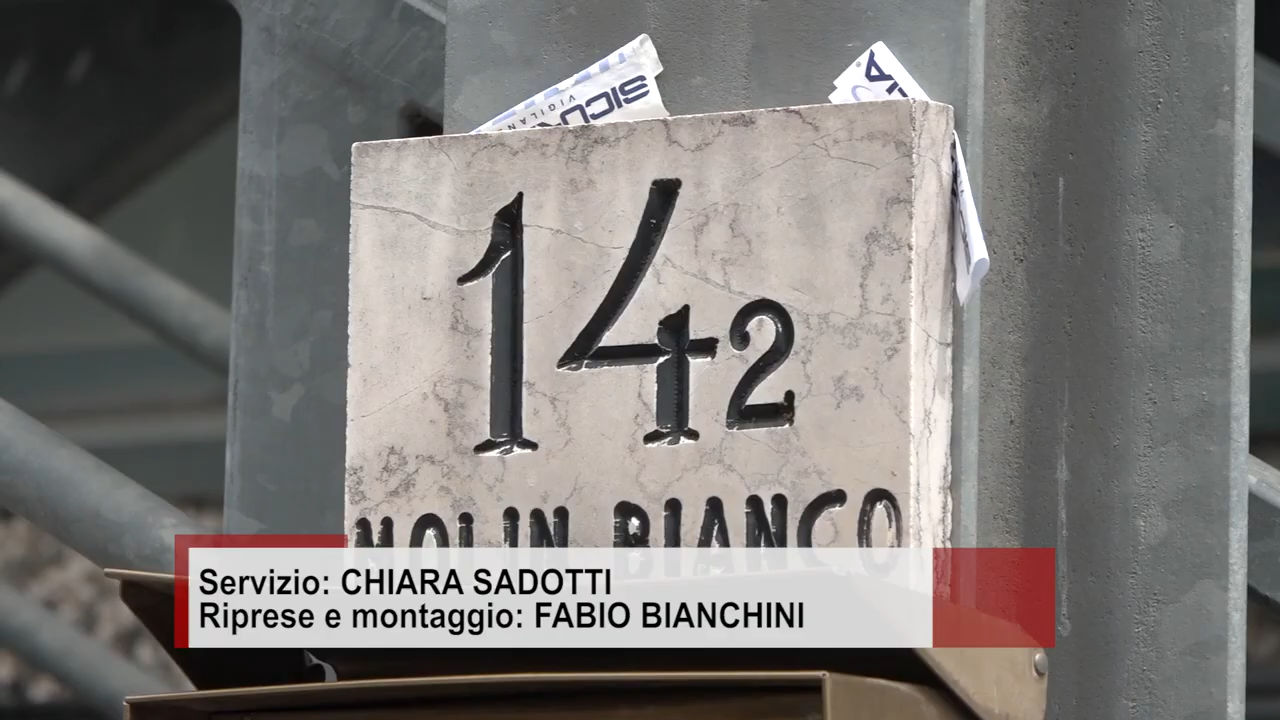 142
MOLIN BIANCO
Servizio: CHIARA SADOTTI
Riprese e montaggio: FABIO BIANCHINI